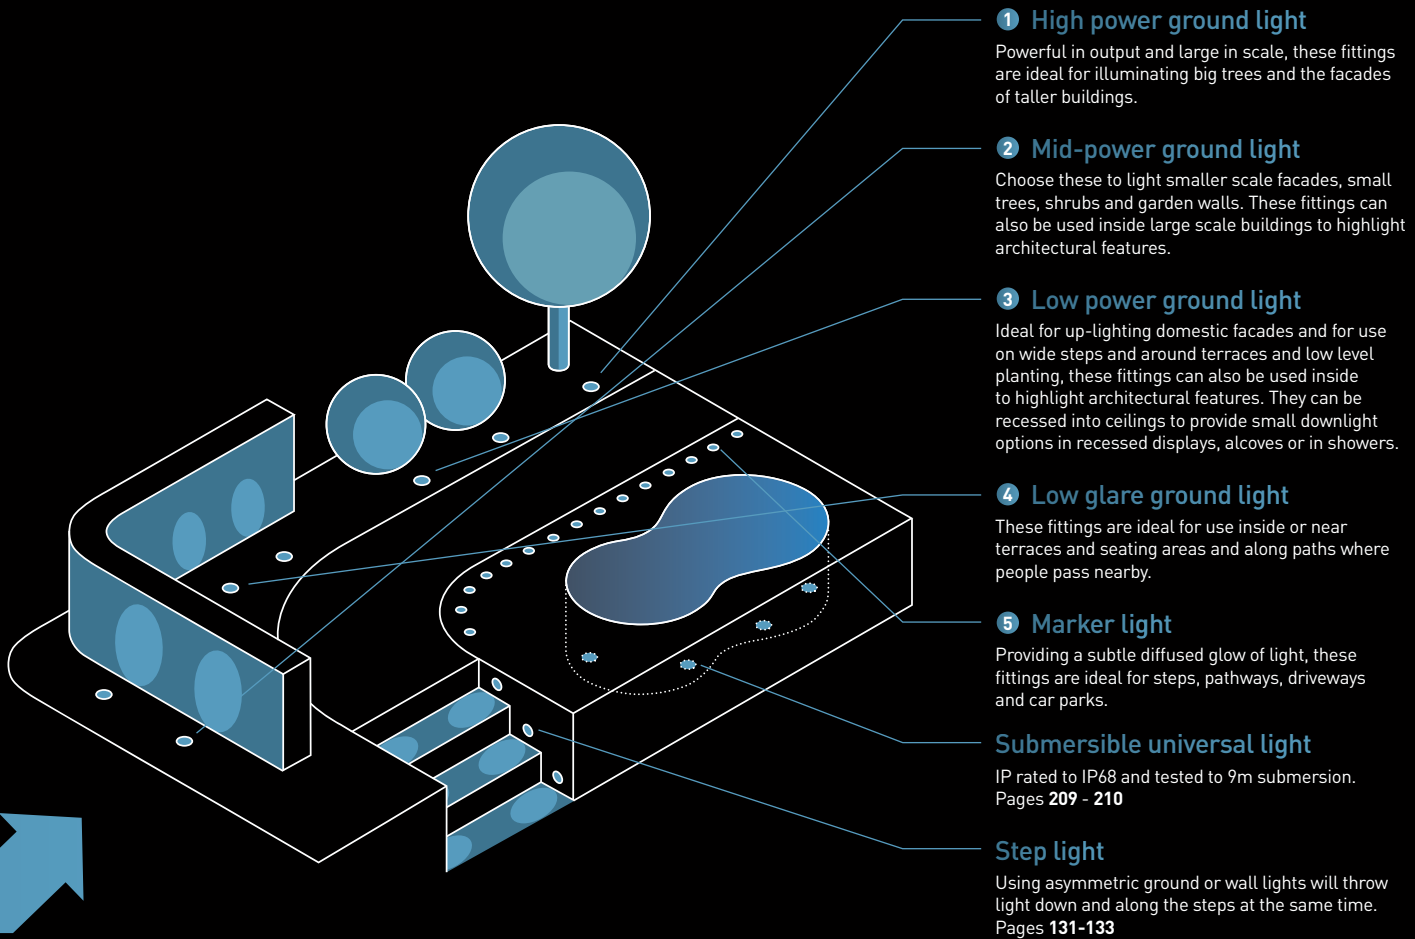 1 High power ground light
Powerful in output and large in scale, these fittings
are ideal for illuminating big trees and the facades
of taller buildings.
2 Mid-power ground light
Choose these to light smaller scale facades, small
trees, shrubs and garden walls. These fittings can
also be used inside large scale buildings to highlight
architectural features.
3 Low power ground light
Ideal for up-lighting domestic facades and for use
on wide steps and around terraces and low level
planting, these fittings can also be used inside
to highlight architectural features. They can be
recessed into ceilings to provide small downlight
options in recessed displays, alcoves or in showers.
4 Low glare ground light
These fittings are ideal for use inside or near
terraces and seating areas and along paths where
people pass nearby.
5 Marker light
Providing a subtle diffused glow of light, these
fittings are ideal for steps, pathways, driveways
and car parks.
Submersible universal light
IP rated to IP68 and tested to 9m submersion.
Pages 209 - 210
Step light
Using asymmetric ground or wall lights will throw
light down and along the steps at the same time.
Pages 131-133